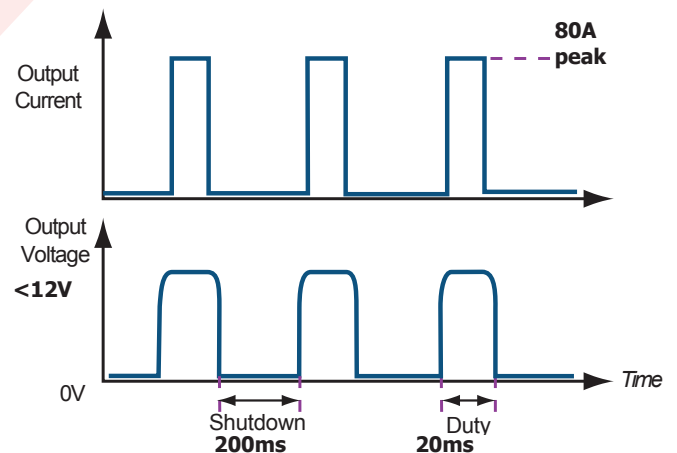 80A
peak
Output
Current
Output
Voltage
<12V
0V
Time
Shutdown
200ms
Duty
20ms